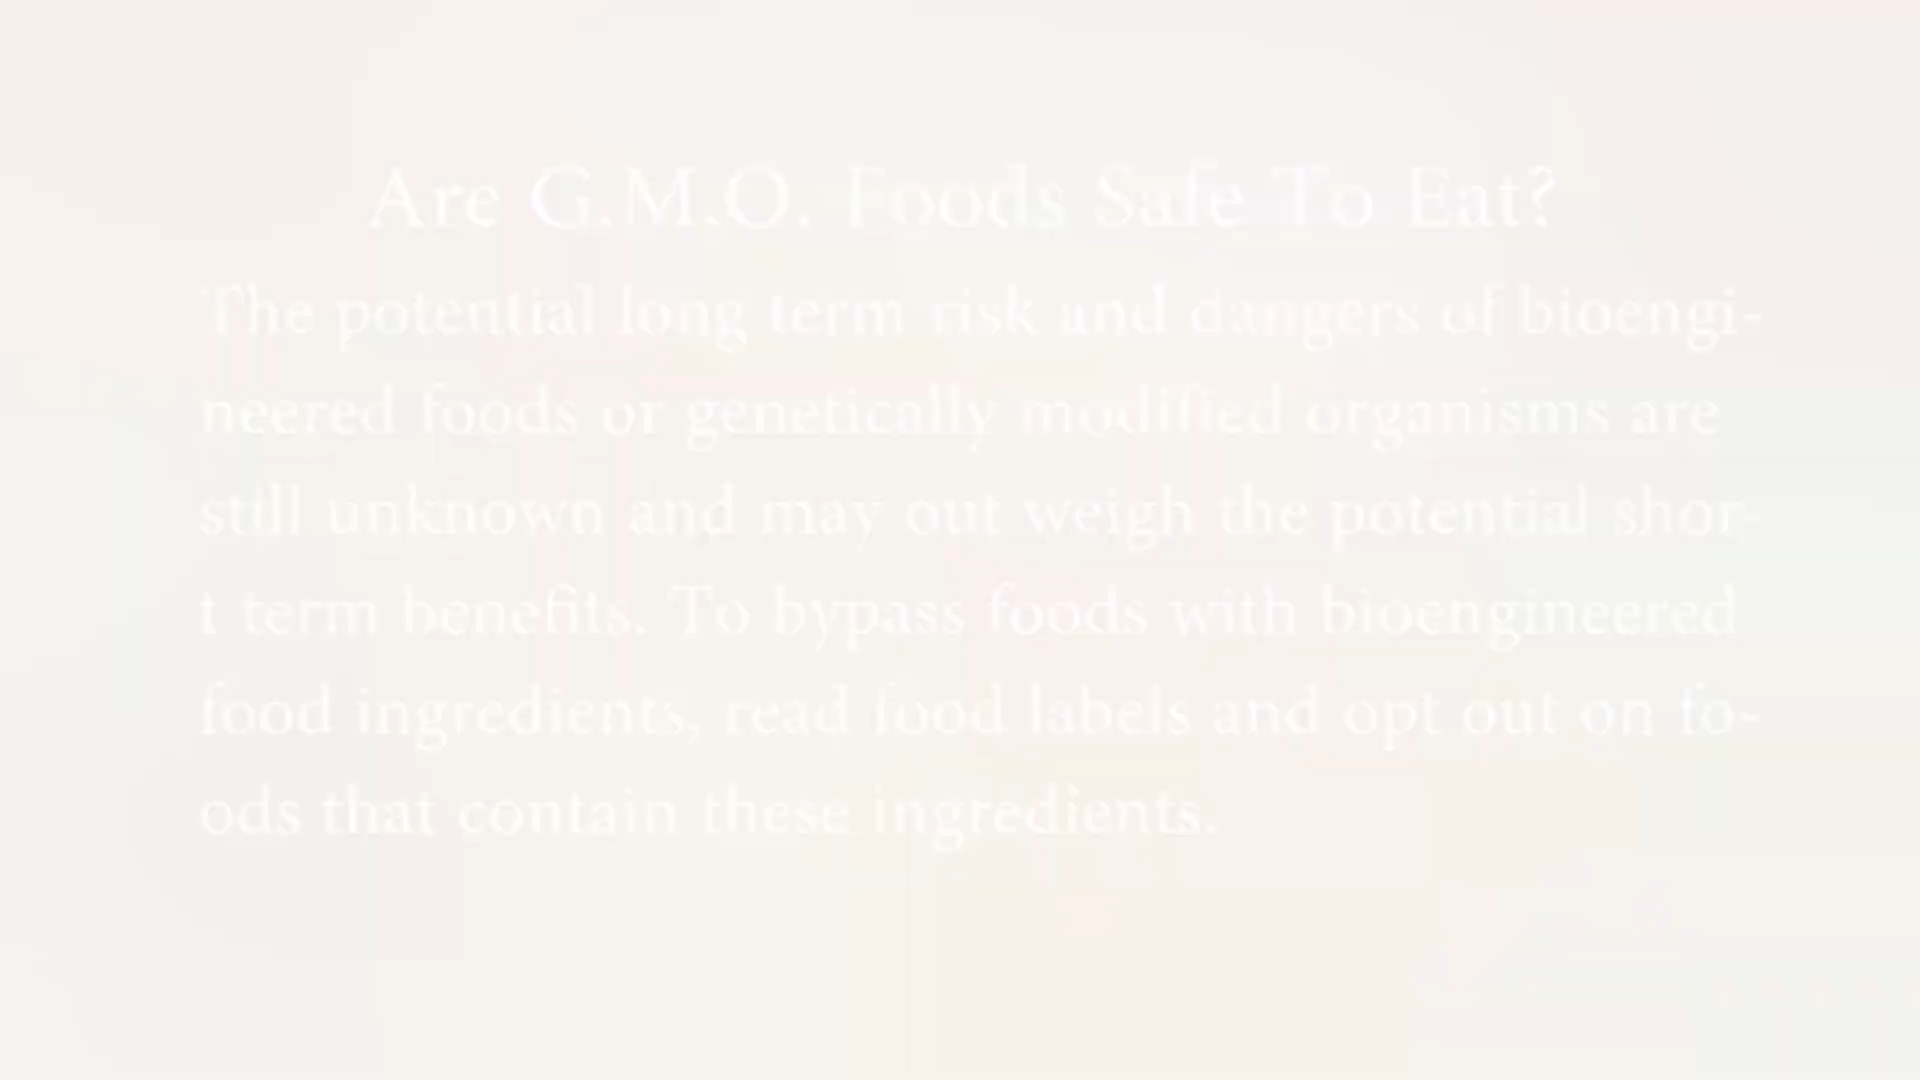 Are G.M.O. Foods Safe To Eat?
The potential long term risk and dangers of bioengi-
neered foods or genetically modified organisms are
still unknown and may out weigh the potential shor-
t term benefits. To bypass foods with bioengineered
food ingredients, read food labels and opt out on fo-
ods that contain these ingredients.